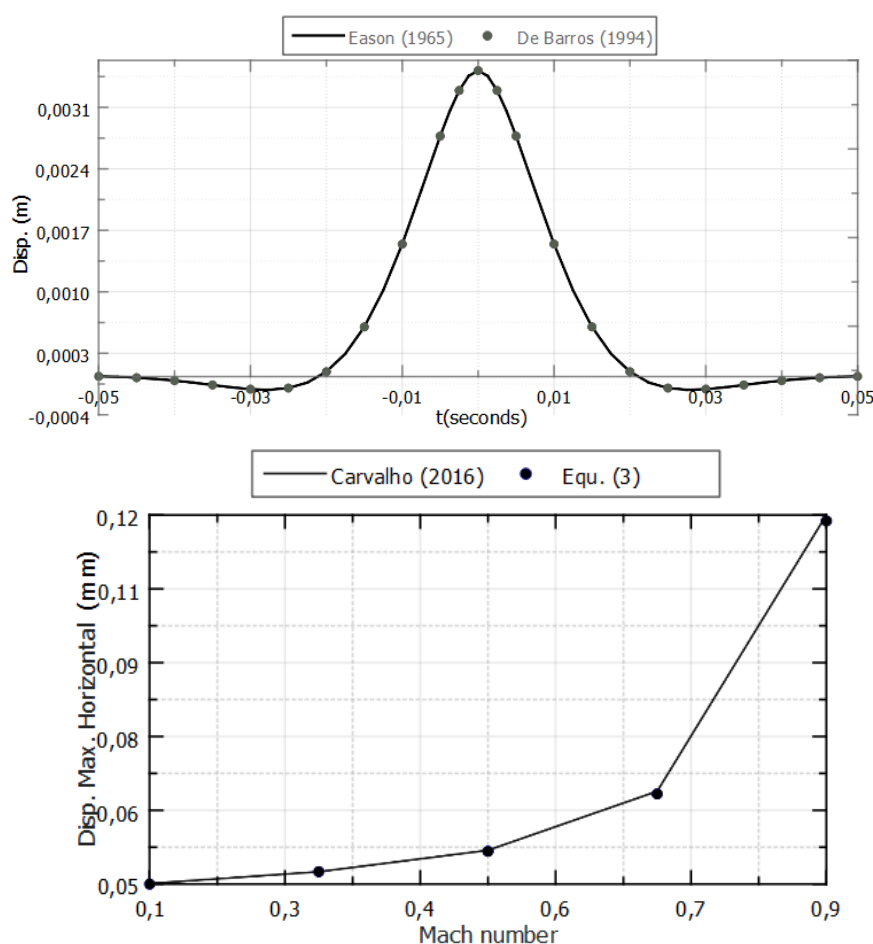 Eason (1965) De Barros (1994)
Disp. (m)
0,0031
0,0024
0,0017
0,0010
0,0003
-0,0004
-0,05 -0,03 -0,01 0,01 0,03 0,05
t(seconds)
Carvalho (2016) Equ. (3)
Disp. Max. Horizontal (mm)
0,12
0,11
0,09
0,08
0,06
0,05
0,1 0,3 0,4 0,6 0,7 0,9
Mach number